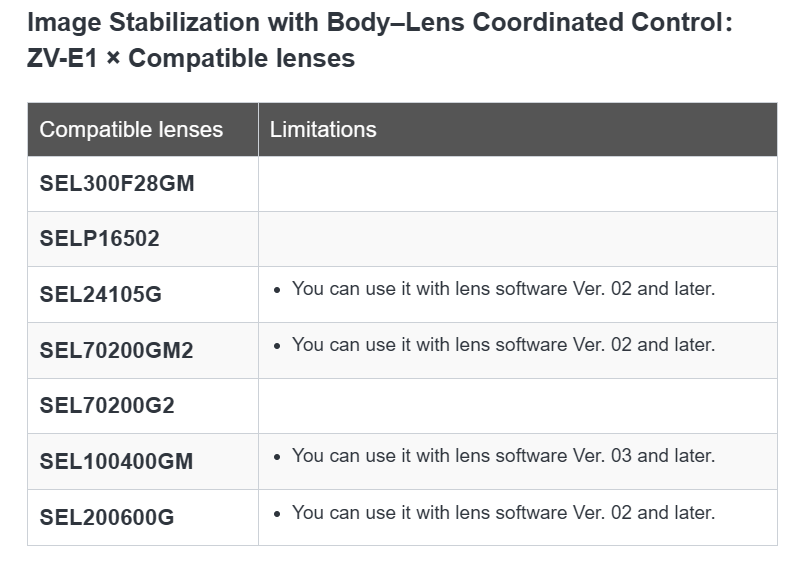 Image Stabilization with Body–Lens Coordinated Control:
ZV-E1 × Compatible lenses
Compatible lenses Limitations
SEL300F28GM
SELP16502
SEL24105G • You can use it with lens software Ver. 02 and later.
SEL70200GM2 • You can use it with lens software Ver. 02 and later.
SEL70200G2
SEL100400GM • You can use it with lens software Ver. 03 and later.
SEL200600G • You can use it with lens software Ver. 02 and later.